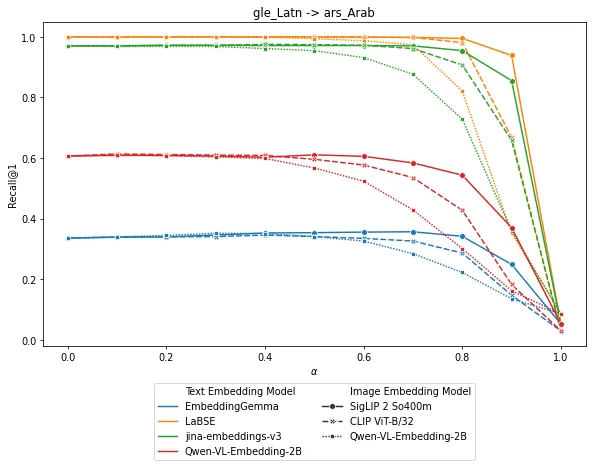 gle_Latn -> ars_Arab
Recall@1
1.0
0.8
0.6
0.4
0.2
0.0
0.0 0.2 0.4 0.6 0.8 1.0
α
Text Embedding Model
EmbeddingGemma
LaBSE
jina-embeddings-v3
Qwen-VL-Embedding-2B
Image Embedding Model
SigLIP 2 So400m
CLIP ViT-B/32
Qwen-VL-Embedding-2B